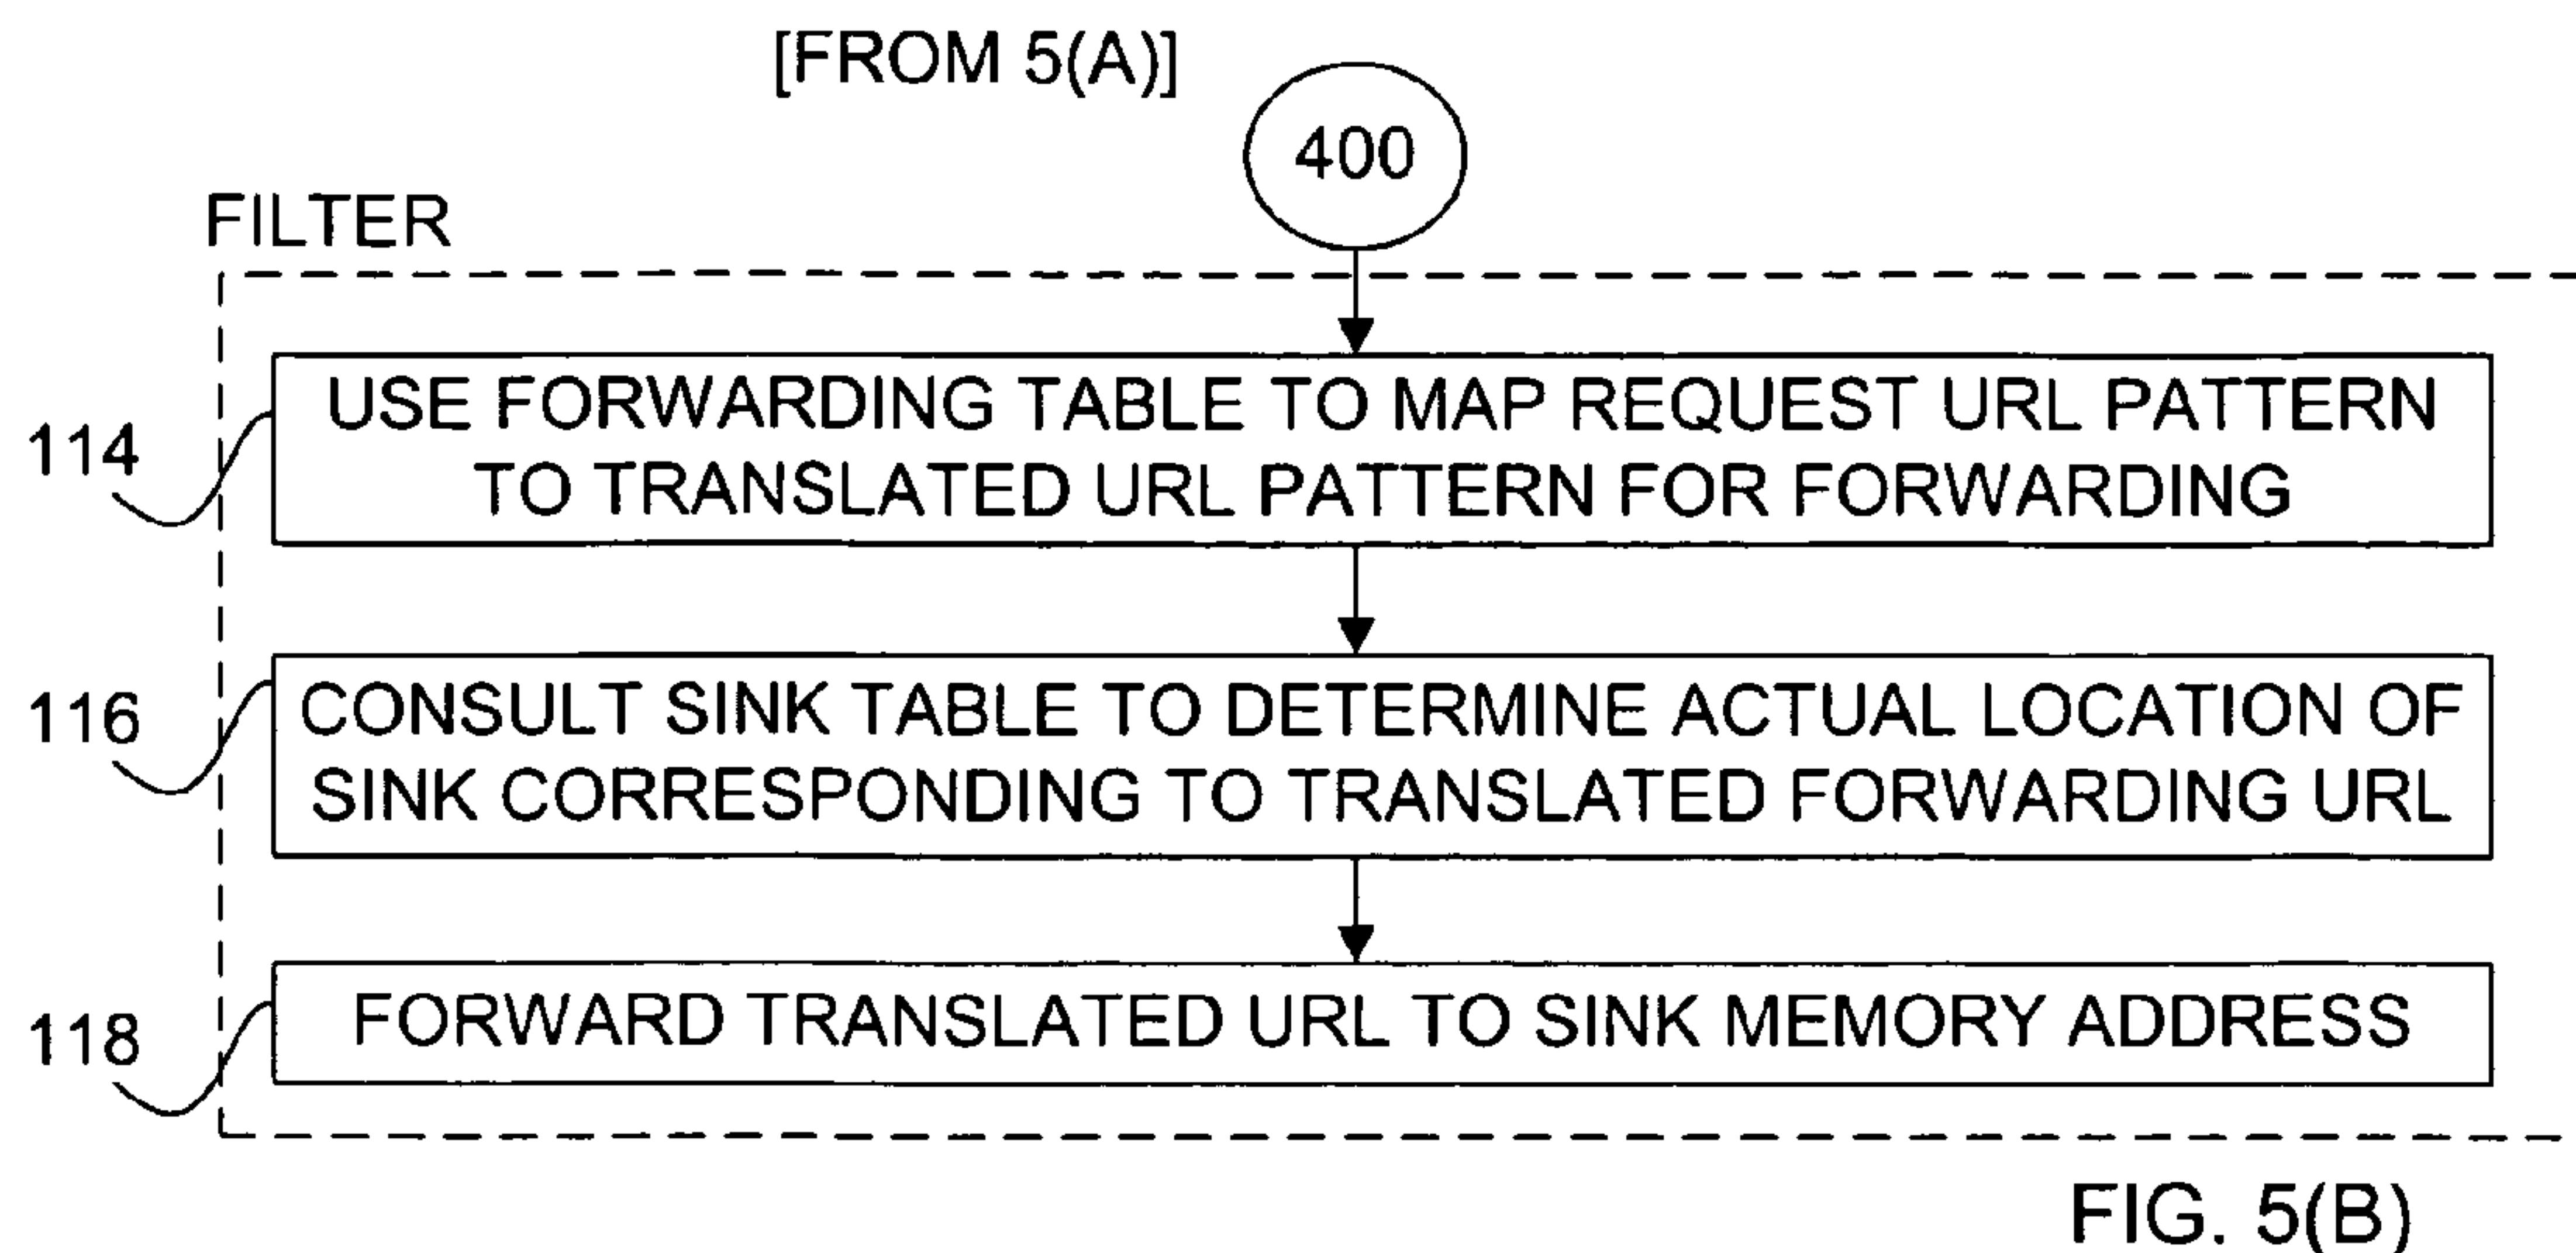 [FROM 5(A)]
400
FILTER
114
USE FORWARDING TABLE TO MAP REQUEST URL PATTERN
TO TRANSLATED URL PATTERN FOR FORWARDING
116
CONSULT SINK TABLE TO DETERMINE ACTUAL LOCATION OF
SINK CORRESPONDING TO TRANSLATED FORWARDING URL
118
FORWARD TRANSLATED URL TO SINK MEMORY ADDRESS
FIG. 5(B)